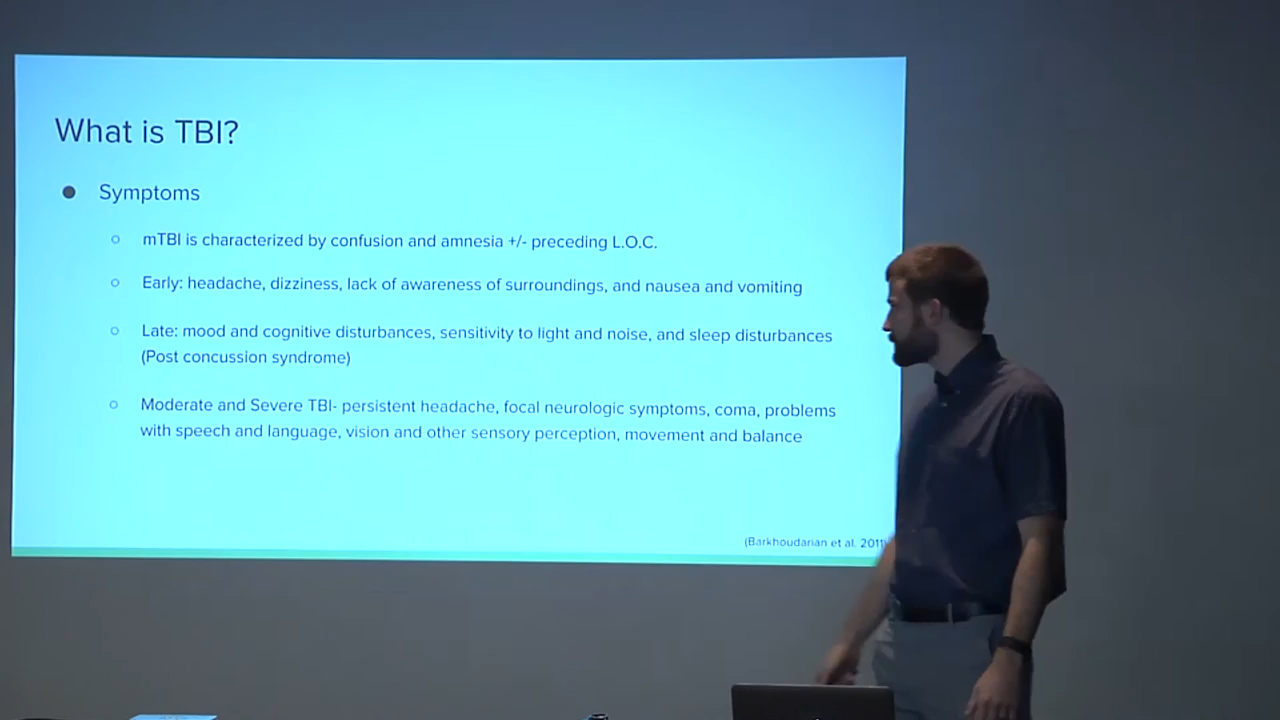 What is TBI?
Symptoms
mTBI is characterized by confusion and amnesia +/- preceding L.O.C.
Early: headache, dizziness, lack of awareness of surroundings, and nausea and vomiting
Late: mood and cognitive disturbances, sensitivity to light and noise, and sleep disturbances
(Post concussion syndrome)
Moderate and Severe TBI- persistent headache, focal neurologic symptoms, coma, problems
with speech and language, vision and other sensory perception, movement and balance
(Barkhoudarian et al. 2011)